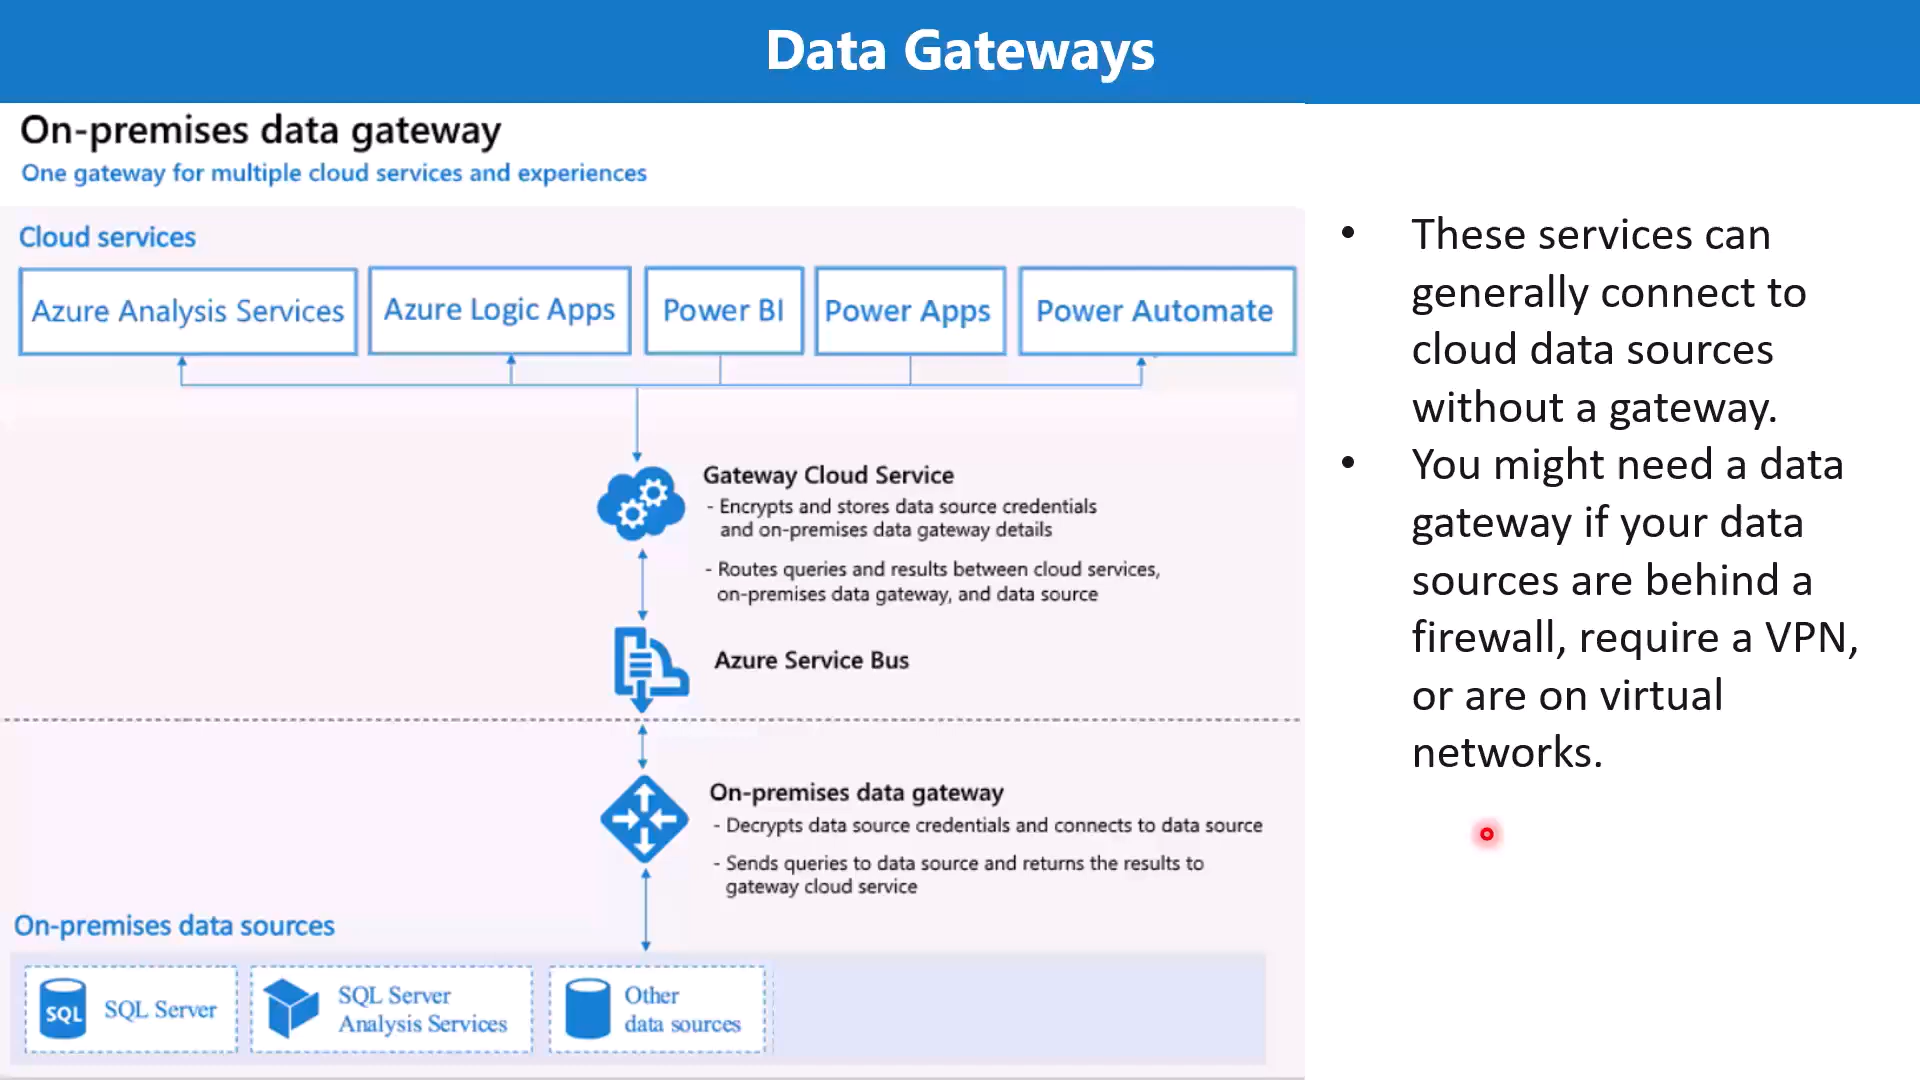 Data Gateways
On-premises data gateway
One gateway for multiple cloud services and experiences
Cloud services
Azure Analysis Services
Azure Logic Apps
Power BI
Power Apps
Power Automate
Gateway Cloud Service
- Encrypts and stores data source credentials
and on-premises data gateway details
- Routes queries and results between cloud services,
on-premises data gateway, and data source
Azure Service Bus
On-premises data gateway
- Decrypts data source credentials and connects to data source
- Sends queries to data source and returns the results to
gateway cloud service
On-premises data sources
SQL
SQL Server
SQL Server
Analysis Services
Other
data sources
• These services can
generally connect to
cloud data sources
without a gateway.
• You might need a data
gateway if your data
sources are behind a
firewall, require a VPN,
or are on virtual
networks.